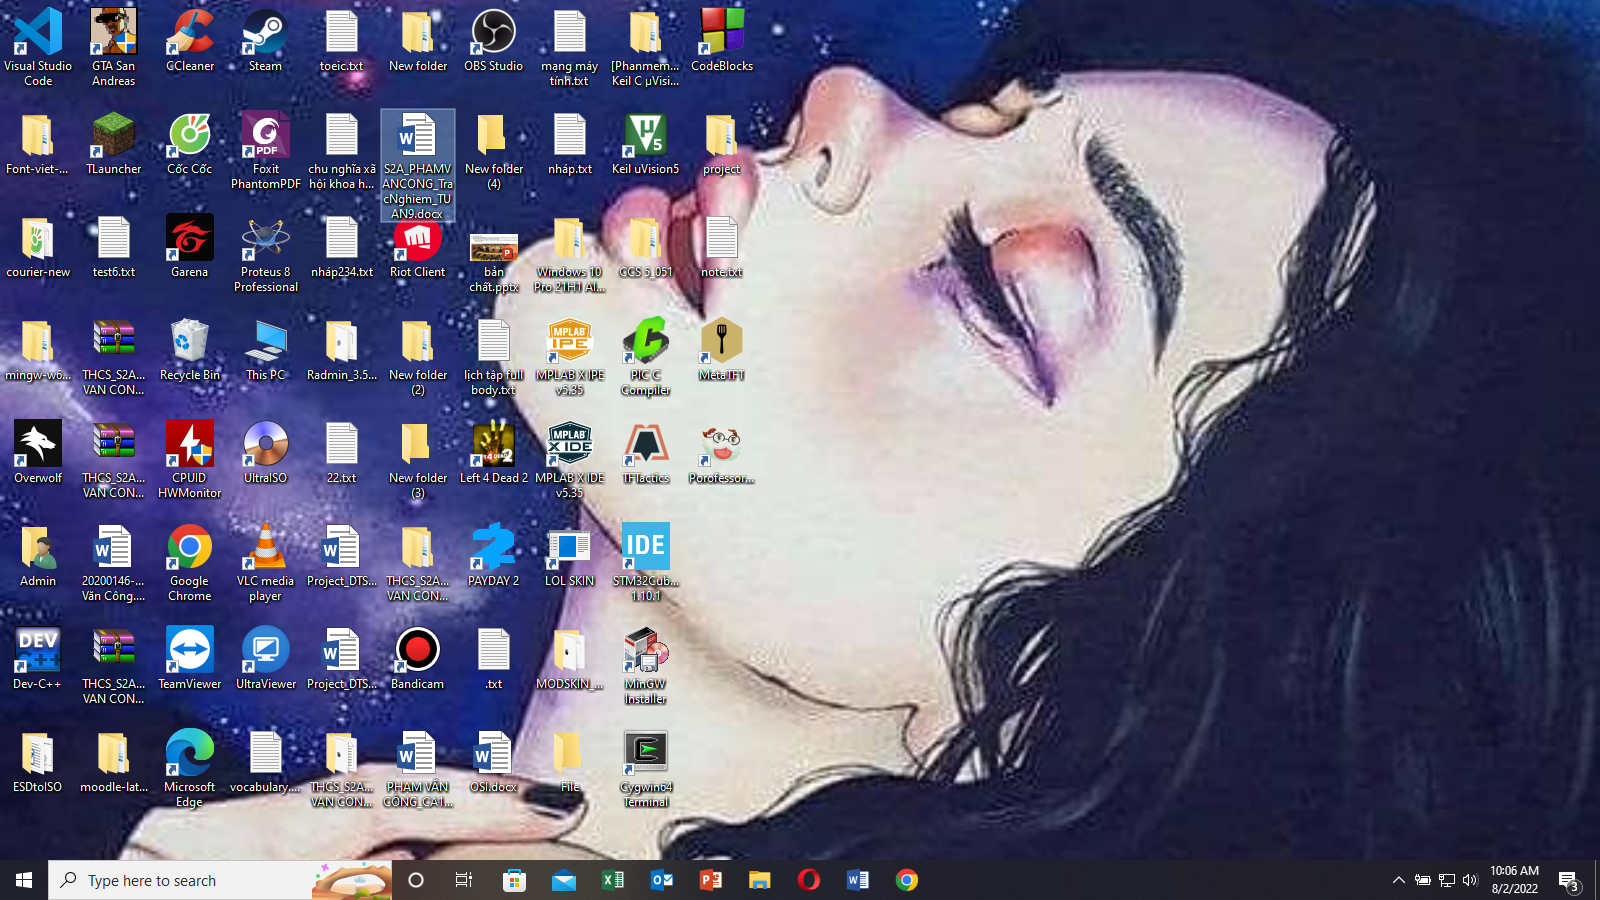 Visual Studio
Code
GTA San
Andreas
CCleaner
Steam
toeic.txt
New folder
OBS Studio
mạng máy
tính.txt
[Phanmem...
Keil C µVisi...
CodeBlocks
Font-viet-...
TLauncher
Cốc Cốc
Foxit
PhantomPDF
chu nghĩa xã
hội khoa h...
S2A_PHAMV
ANCONG_Tra
cNghiem_TU
AN9.docx
New folder
(4)
nháp.txt
Keil uVision5
project
courier-new
test6.txt
Garena
Proteus 8
Professional
nháp234.txt
Riot Client
bản
chất.pptx
Windows 10
Pro 21H1 Al...
CCS 5_051
note.txt
mingw-w6...
THCS_S2A...
VAN CON...
Recycle Bin
This PC
Radmin_3.5...
New folder
(2)
lịch tập full
body.txt
MPLAB X IPE
v5.35
PIC C
Compiler
MetaTFT
Overwolf
THCS_S2A...
VAN CON...
CPUID
HWMonitor
UltraISO
22.txt
New folder
(3)
Left 4 Dead 2
MPLAB X IDE
v5.35
TFTactics
Porofessor...
Admin
20200146-...
Văn Công....
Google
Chrome
VLC media
player
Project_DTS...
THCS_S2A...
VAN CON...
PAYDAY 2
LOL SKIN
IDE
STM32Cub...
1.10.1
DEV
C++
Dev-C++
THCS_S2A...
VAN CON...
TeamViewer
UltraViewer
Project_DTS...
Bandicam
.txt
MODSKIN_...
MinGW
Installer
ESDtoISO
moodle-lat...
Microsoft
Edge
vocabulary....
THCS_S2A...
VAN CON...
PHAM VĂN
CÔNG_CA1...
OSI.docx
File
Cygwin64
Terminal
Type here to search
10:06 AM
8/2/2022
3